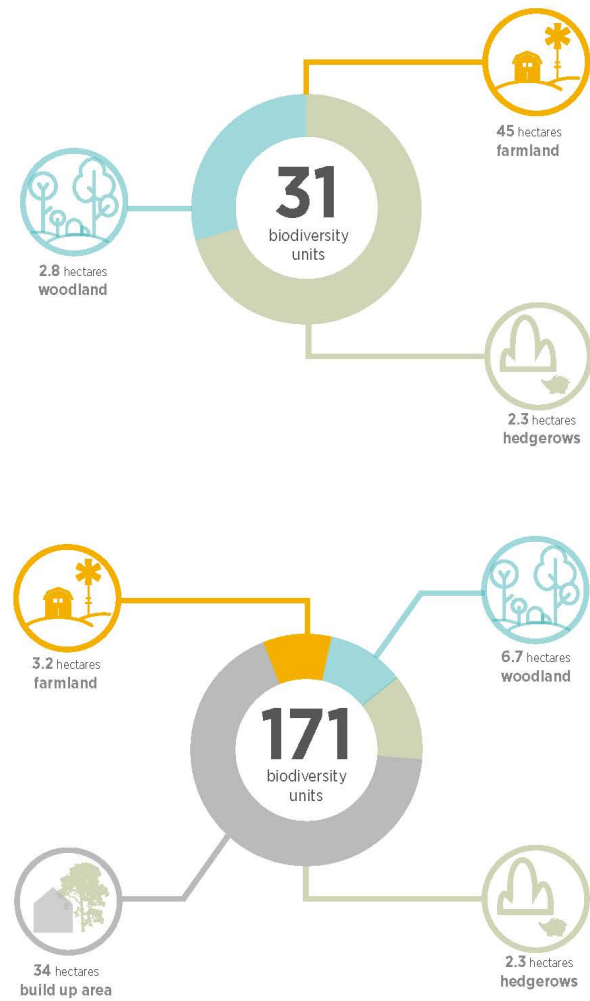 45 hectares
farmland
31
biodiversity
units
2.8 hectares
woodland
2.3 hectares
hedgerows
3.2 hectares
farmland
6.7 hectares
woodland
171
biodiversity
units
34 hectares
build up area
2.3 hectares
hedgerows